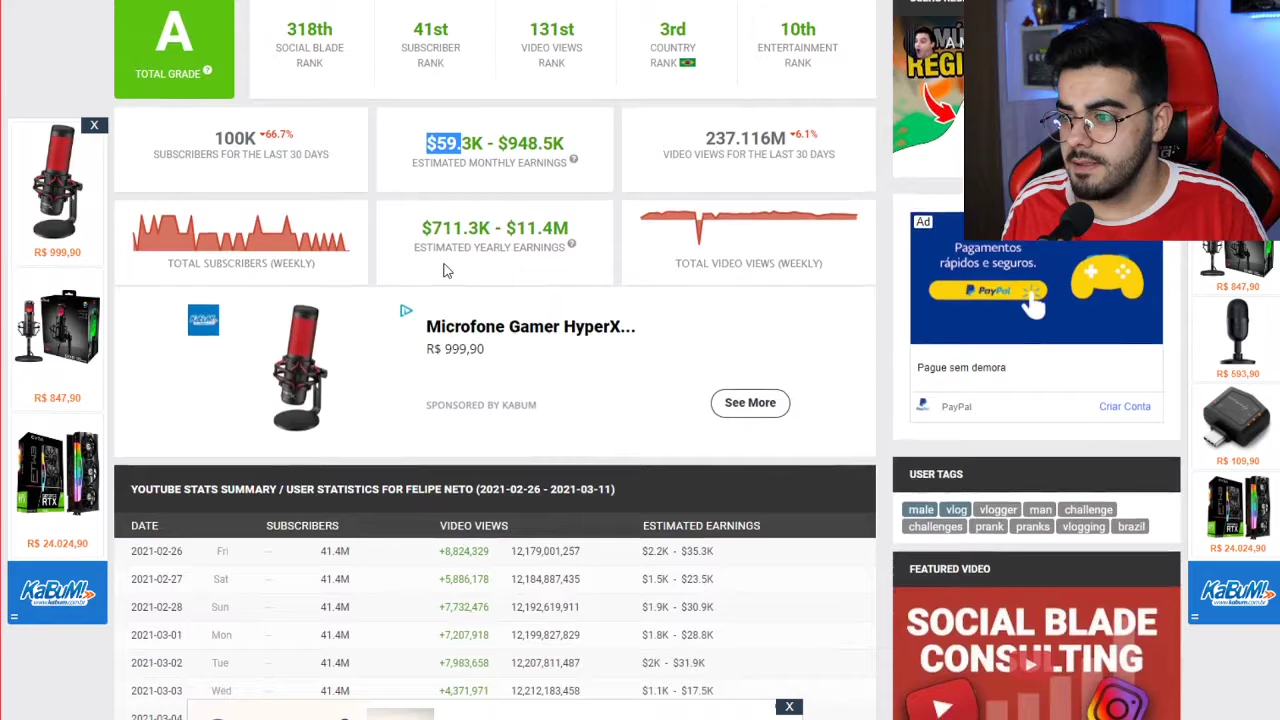 A
TOTAL GRADE ?
318th
SOCIAL BLADE
RANK
41st
SUBSCRIBER
RANK
131st
VIDEO VIEWS
RANK
3rd
COUNTRY
RANK
10th
ENTERTAINMENT
RANK
X
R$ 999,90
R$ 847,90
R$ 24.024,90
KaBuM!
www.kabum.com.br
100K -66.7%
SUBSCRIBERS FOR THE LAST 30 DAYS
$59.3K - $948.5K
ESTIMATED MONTHLY EARNINGS ?
237.116M -6.1%
VIDEO VIEWS FOR THE LAST 30 DAYS
TOTAL SUBSCRIBERS (WEEKLY)
$711.3K - $11.4M
ESTIMATED YEARLY EARNINGS ?
TOTAL VIDEO VIEWS (WEEKLY)
Microfone Gamer HyperX...
R$ 999,90
SPONSORED BY KABUM
See More
YOUTUBE STATS SUMMARY / USER STATISTICS FOR FELIPE NETO (2021-02-26 - 2021-03-11)
DATE SUBSCRIBERS VIDEO VIEWS ESTIMATED EARNINGS
2021-02-26 Fri -- 41.4M +8,824,329 12,179,001,257 $2.2K - $35.3K
2021-02-27 Sat -- 41.4M +5,886,178 12,184,887,435 $1.5K - $23.5K
2021-02-28 Sun -- 41.4M +7,732,476 12,192,619,911 $1.9K - $30.9K
2021-03-01 Mon -- 41.4M +7,207,918 12,199,827,829 $1.8K - $28.8K
2021-03-02 Tue -- 41.4M +7,983,658 12,207,811,487 $2K - $31.9K
2021-03-03 Wed -- 41.4M +4,371,971 12,212,183,458 $1.1K - $17.5K
2021-03-04
X
Ad
Pagamentos
rápidos e seguros.
PayPal
Pague sem demora
PayPal
Criar Conta
USER TAGS
male vlog vlogger man challenge
challenges prank pranks vlogging brazil
FEATURED VIDEO
SOCIAL BLADE
CONSULTING
R$ 847,90
R$ 593,90
R$ 109,90
R$ 24.024,90
KaBuM!
www.kabum.com.br